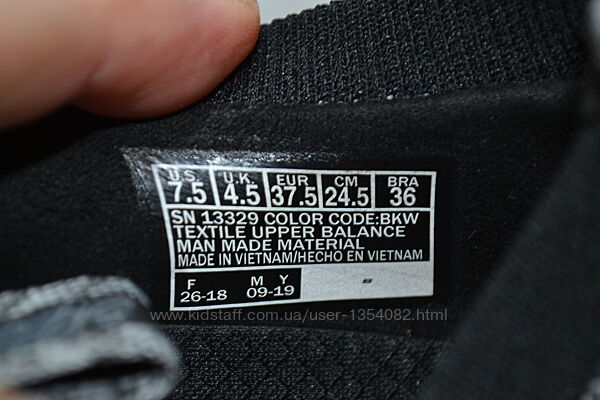 U.S. U.K. EUR CM BRA
7.5 4.5 37.5 24.5 36
SN 13329 COLOR CODE:BKW
TEXTILE UPPER BALANCE
MAN MADE MATERIAL
MADE IN VIETNAM/HECHO EN VIETNAM
F M Y
26-18 09-19
www.kidstaff.com.ua/user-1354082.html